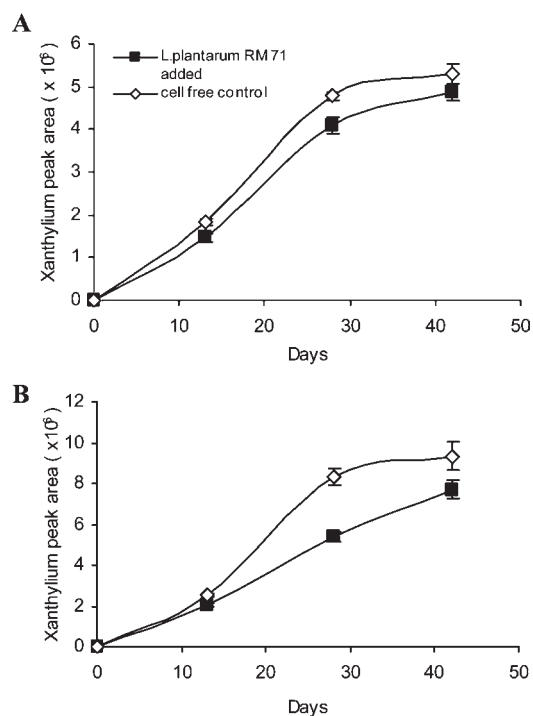 A
L.plantarum RM 71
added
cell free control
Xanthylium peak area ( x 10⁶)
6
5
4
3
2
1
0
0 10 20 30 40 50
Days
B
Xanthylium peak area ( x10⁶)
12
10
8
6
4
2
0
0 10 20 30 40 50
Days